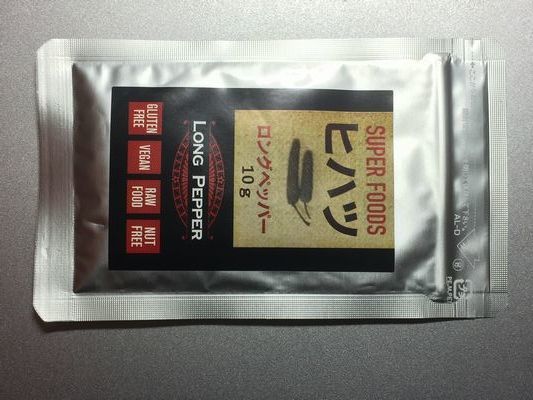 SUPER FOODS
ヒハツ
ロングペッパー
10g
LONG PEPPER
GLUTEN
FREE
VEGAN
RAW
FOOD
NUT
FREE
AL-D